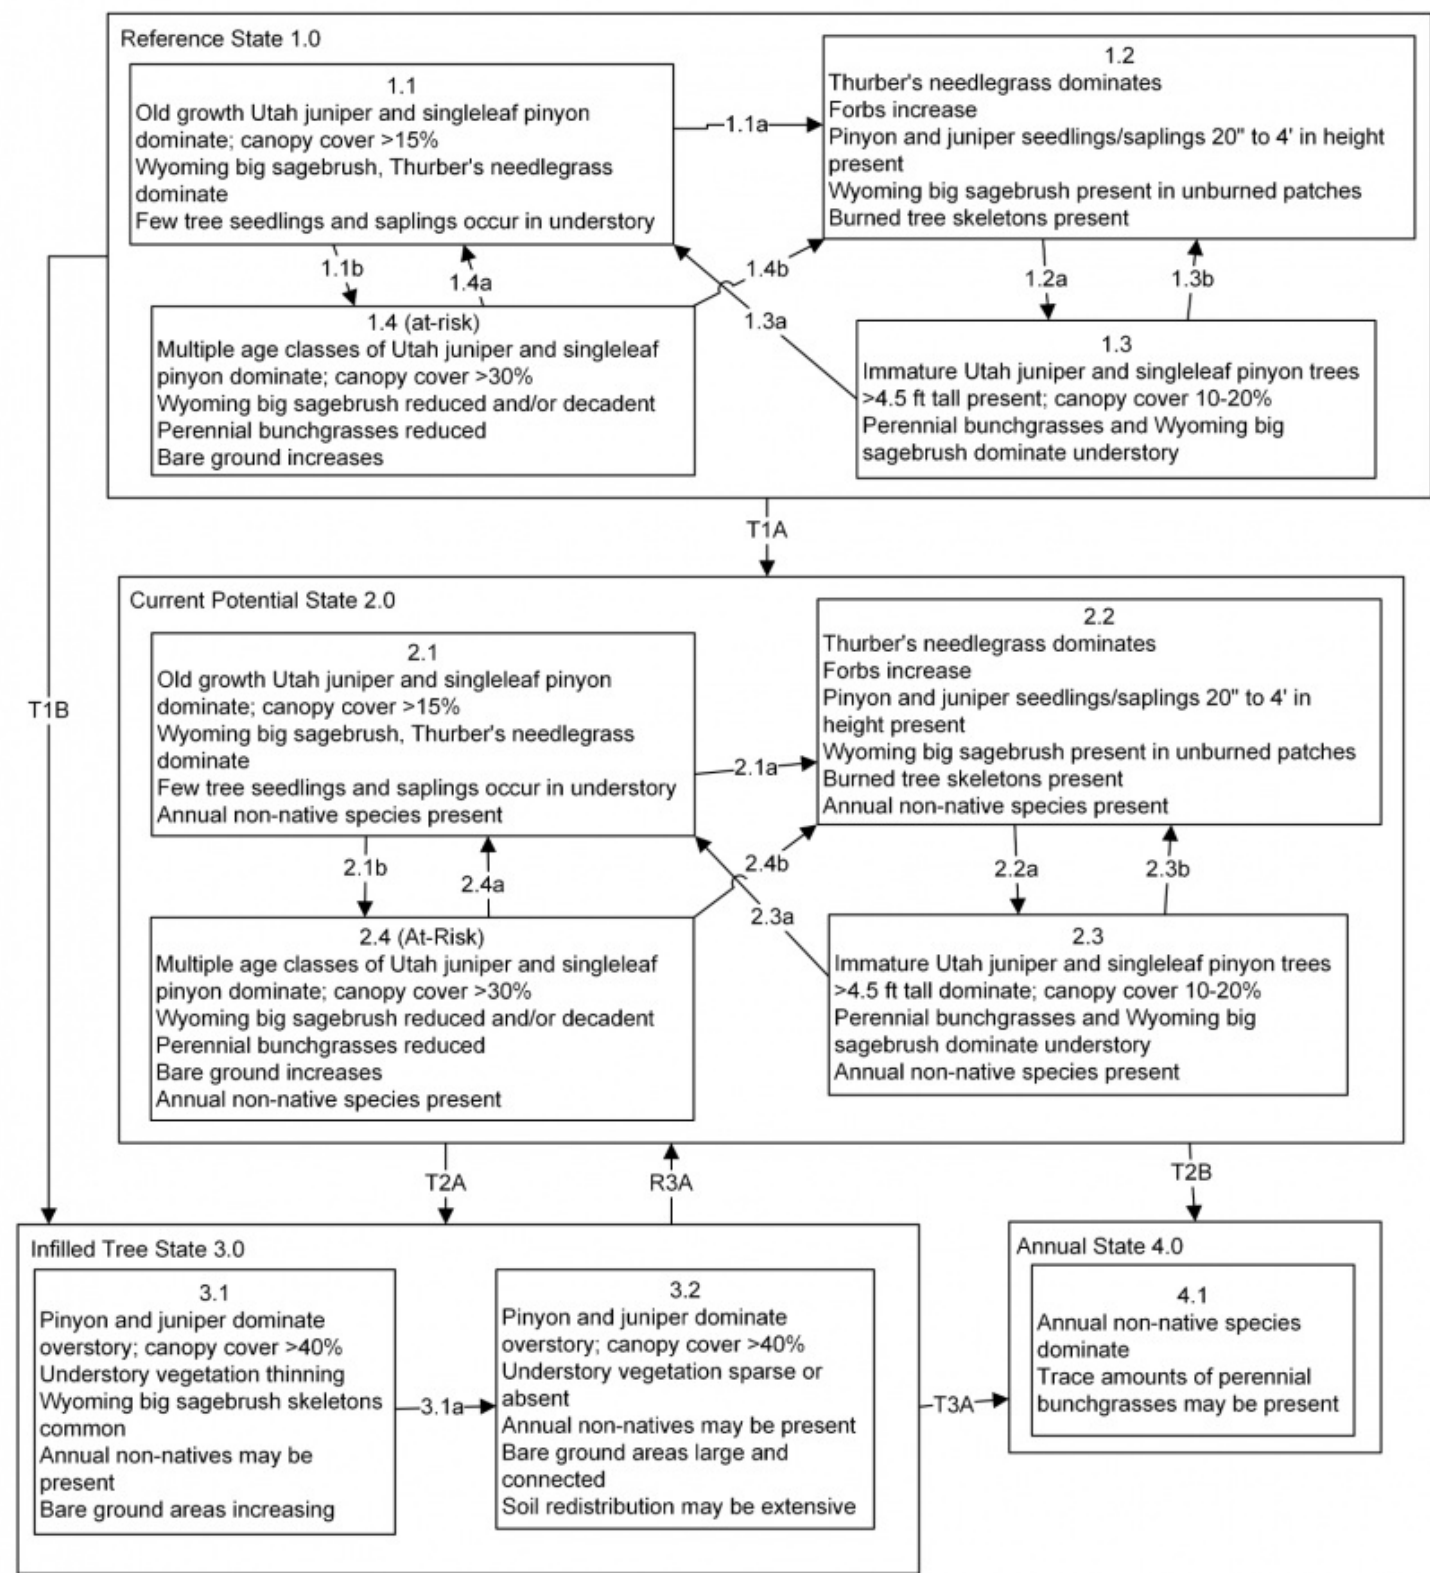 Reference State 1.0
1.1
Old growth Utah juniper and singleleaf pinyon
dominate; canopy cover >15%
Wyoming big sagebrush, Thurber's needlegrass
dominate
Few tree seedlings and saplings occur in understory
1.1a
1.2
Thurber's needlegrass dominates
Forbs increase
Pinyon and juniper seedlings/saplings 20" to 4' in height
present
Wyoming big sagebrush present in unburned patches
Burned tree skeletons present
1.1b
1.4a
1.4b
1.3a
1.2a
1.3b
1.4 (at-risk)
Multiple age classes of Utah juniper and singleleaf
pinyon dominate; canopy cover >30%
Wyoming big sagebrush reduced and/or decadent
Perennial bunchgrasses reduced
Bare ground increases
1.3
Immature Utah juniper and singleleaf pinyon trees
>4.5 ft tall present; canopy cover 10-20%
Perennial bunchgrasses and Wyoming big
sagebrush dominate understory
T1A
T1B
Current Potential State 2.0
2.1
Old growth Utah juniper and singleleaf pinyon
dominate; canopy cover >15%
Wyoming big sagebrush, Thurber's needlegrass
dominate
Few tree seedlings and saplings occur in understory
Annual non-native species present
2.1a
2.2
Thurber's needlegrass dominates
Forbs increase
Pinyon and juniper seedlings/saplings 20" to 4' in
height present
Wyoming big sagebrush present in unburned patches
Burned tree skeletons present
Annual non-native species present
2.1b
2.4a
2.4b
2.3a
2.2a
2.3b
2.4 (At-Risk)
Multiple age classes of Utah juniper and singleleaf
pinyon dominate; canopy cover >30%
Wyoming big sagebrush reduced and/or decadent
Perennial bunchgrasses reduced
Bare ground increases
Annual non-native species present
2.3
Immature Utah juniper and singleleaf pinyon trees
>4.5 ft tall dominate; canopy cover 10-20%
Perennial bunchgrasses and Wyoming big
sagebrush dominate understory
Annual non-native species present
T2A
R3A
T2B
Infilled Tree State 3.0
3.1
Pinyon and juniper dominate
overstory; canopy cover >40%
Understory vegetation thinning
Wyoming big sagebrush skeletons
common
Annual non-natives may be
present
Bare ground areas increasing
3.1a
3.2
Pinyon and juniper dominate
overstory; canopy cover >40%
Understory vegetation sparse or
absent
Annual non-natives may be present
Bare ground areas large and
connected
Soil redistribution may be extensive
T3A
Annual State 4.0
4.1
Annual non-native species
dominate
Trace amounts of perennial
bunchgrasses may be present